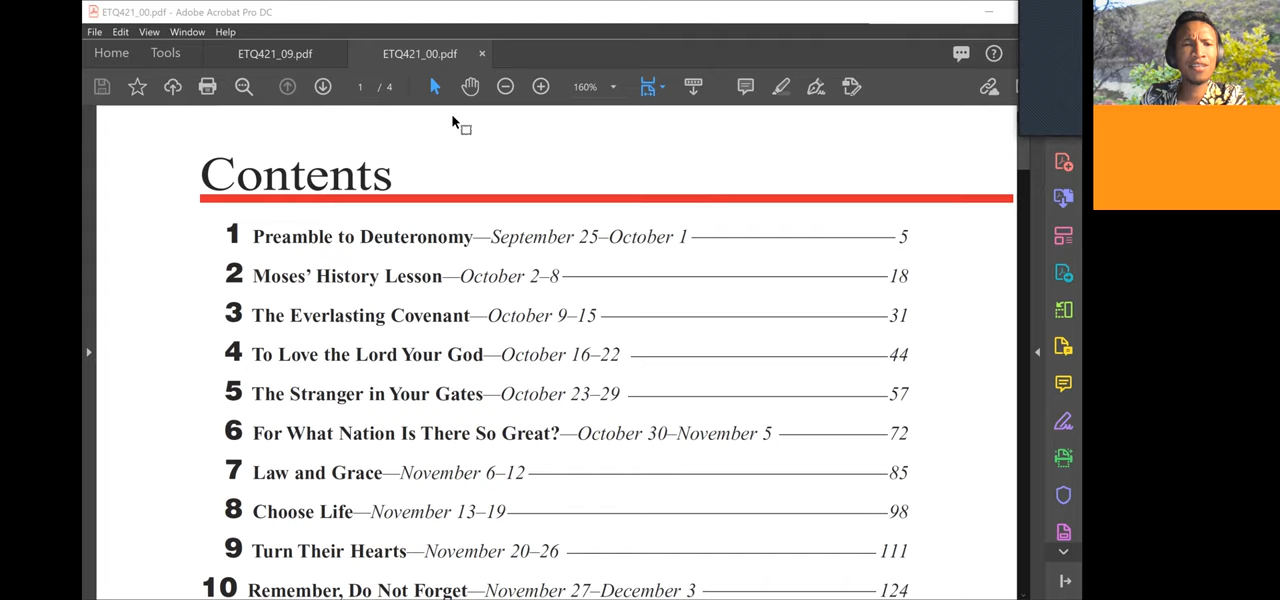 ETQ421_00.pdf - Adobe Acrobat Pro DC
File Edit View Window Help
Home Tools ETQ421_09.pdf ETQ421_00.pdf
1 / 4 160%
Contents
1 Preamble to Deuteronomy—September 25–October 1 5
2 Moses’ History Lesson—October 2–8 18
3 The Everlasting Covenant—October 9–15 31
4 To Love the Lord Your God—October 16–22 44
5 The Stranger in Your Gates—October 23–29 57
6 For What Nation Is There So Great?—October 30–November 5 72
7 Law and Grace—November 6–12 85
8 Choose Life—November 13–19 98
9 Turn Their Hearts—November 20–26 111
10 Remember, Do Not Forget—November 27–December 3 124